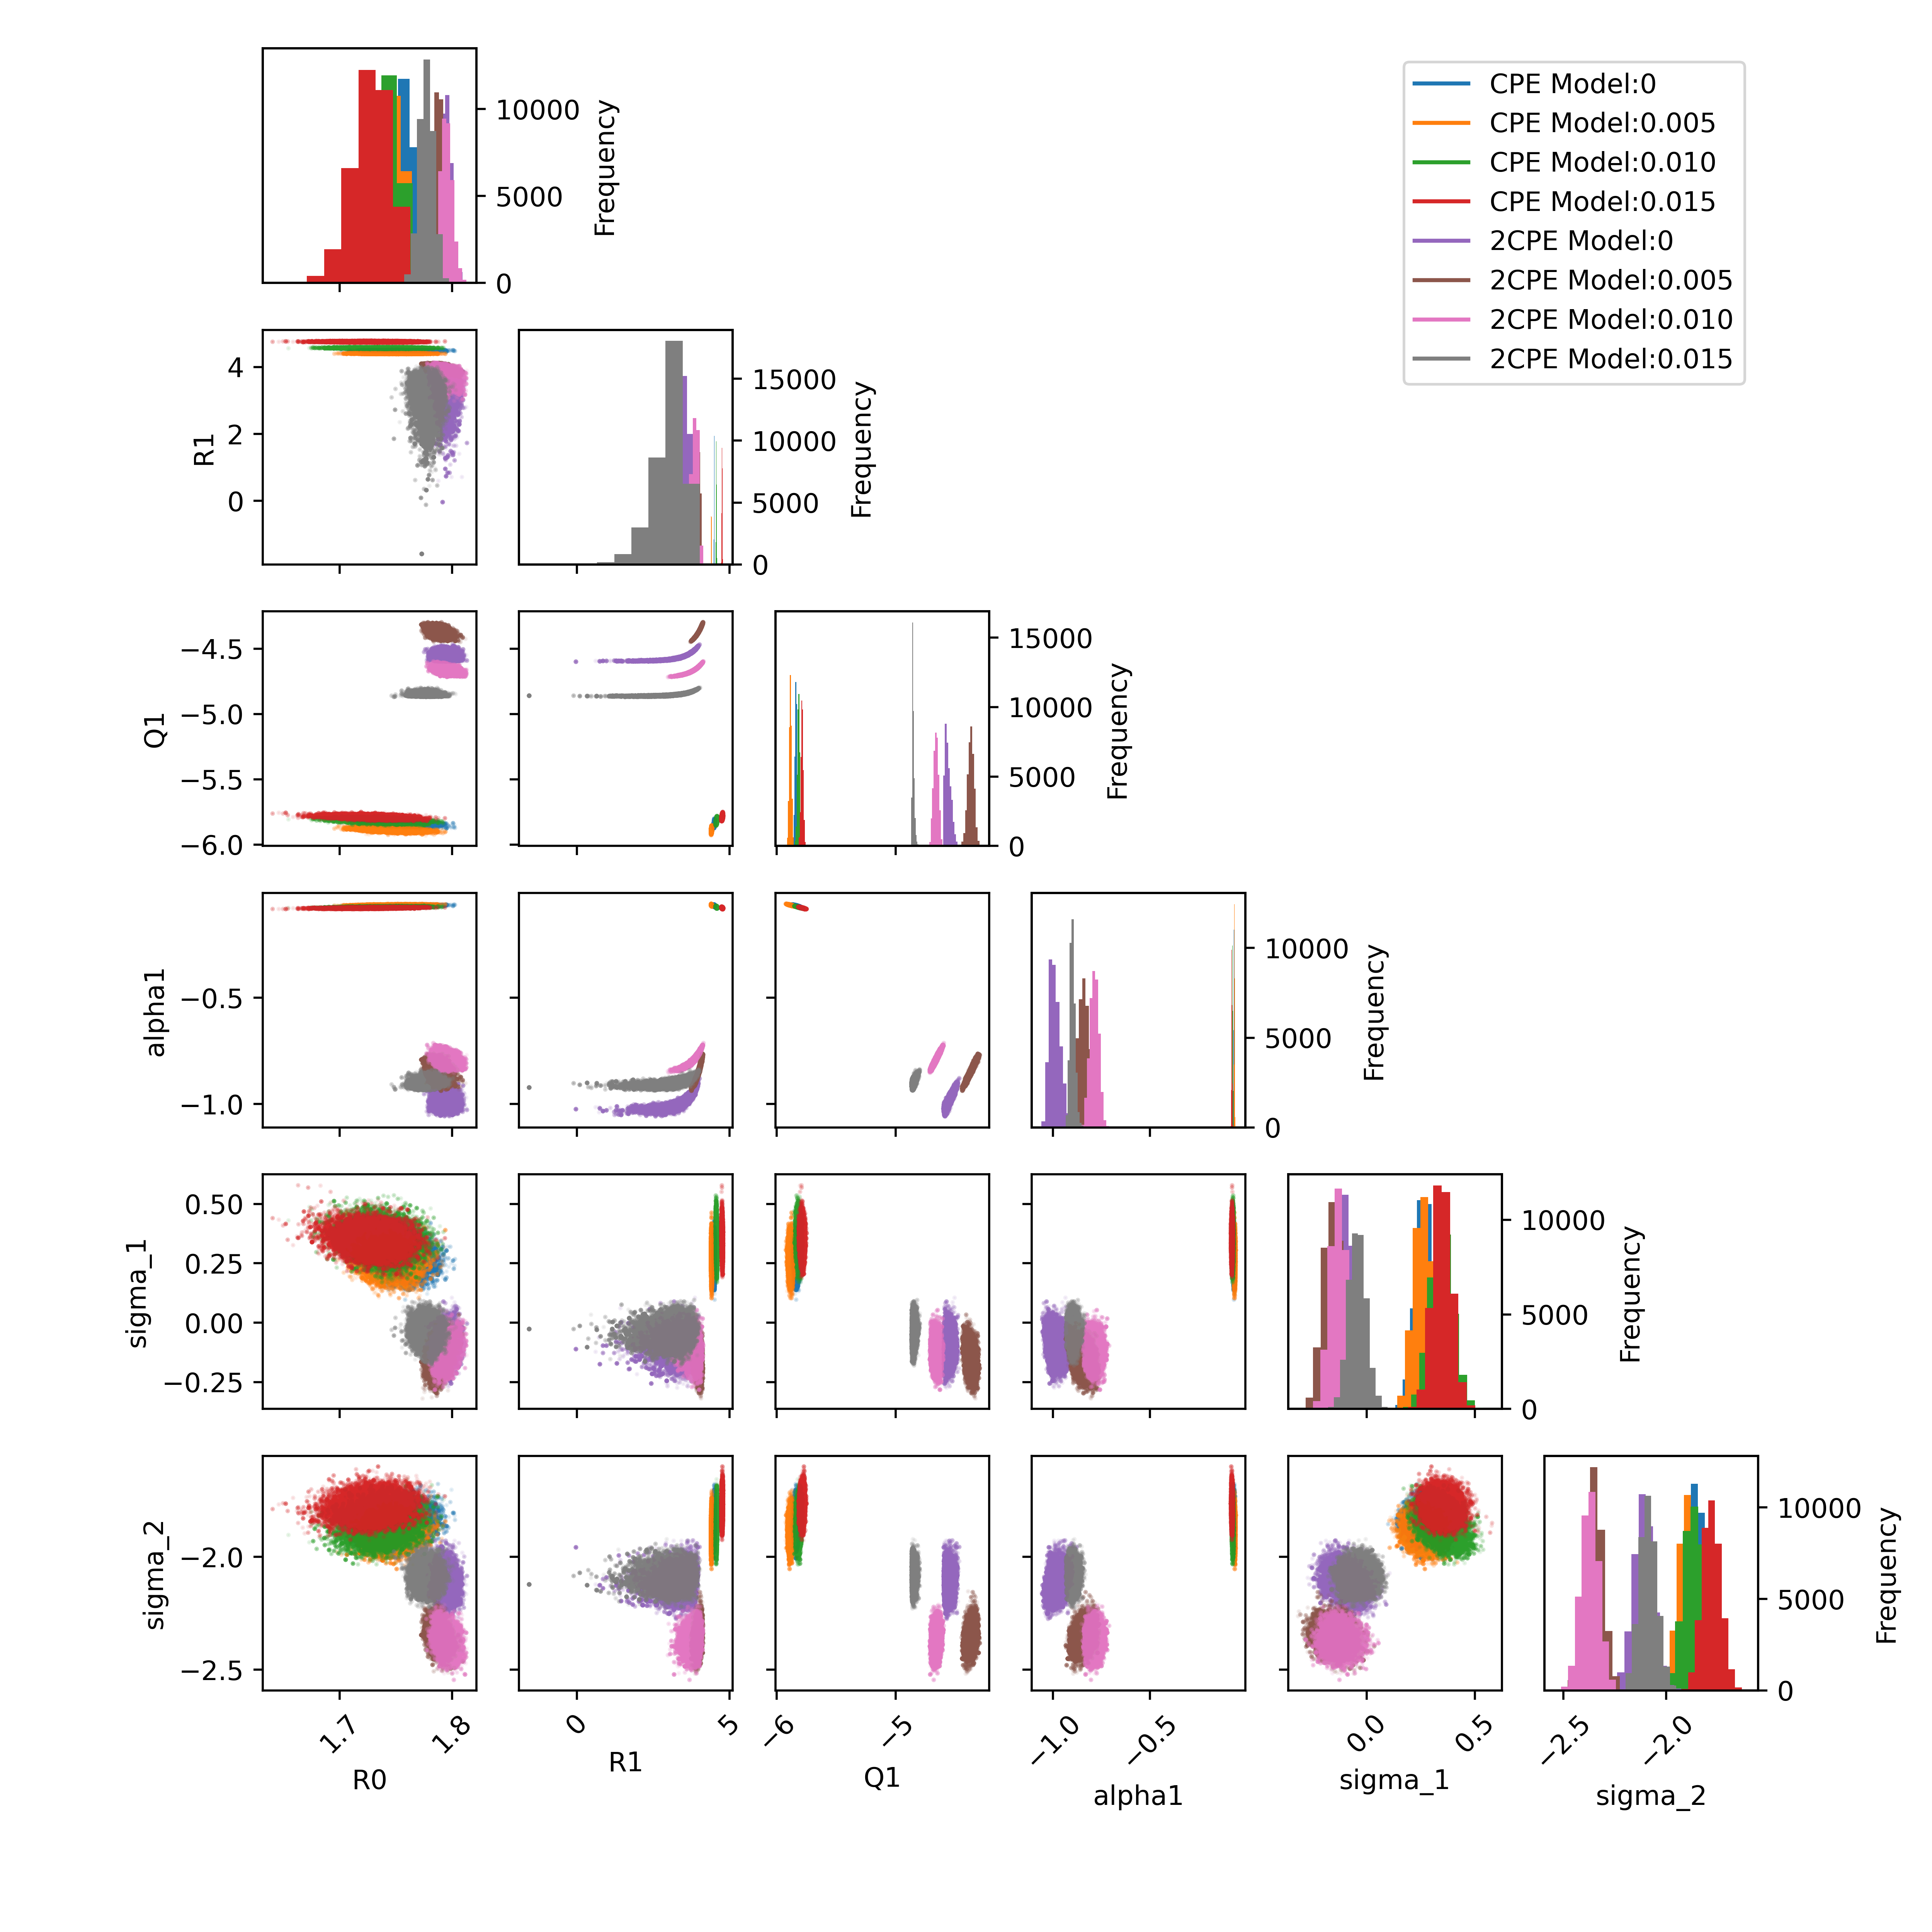 10000
5000
0
Frequency
CPE Model:0
CPE Model:0.005
CPE Model:0.010
CPE Model:0.015
2CPE Model:0
2CPE Model:0.005
2CPE Model:0.010
2CPE Model:0.015
4
2
0
R1
15000
10000
5000
0
Frequency
−4.5
−5.0
−5.5
−6.0
Q1
15000
10000
5000
0
Frequency
−0.5
−1.0
alpha1
10000
5000
0
Frequency
0.50
0.25
0.00
−0.25
sigma_1
10000
5000
0
Frequency
−2.0
−2.5
sigma_2
10000
5000
0
Frequency
1.7 1.8
R0
0 5
R1
−6 −5
Q1
−1.0 −0.5
alpha1
0.0 0.5
sigma_1
−2.5 −2.0
sigma_2